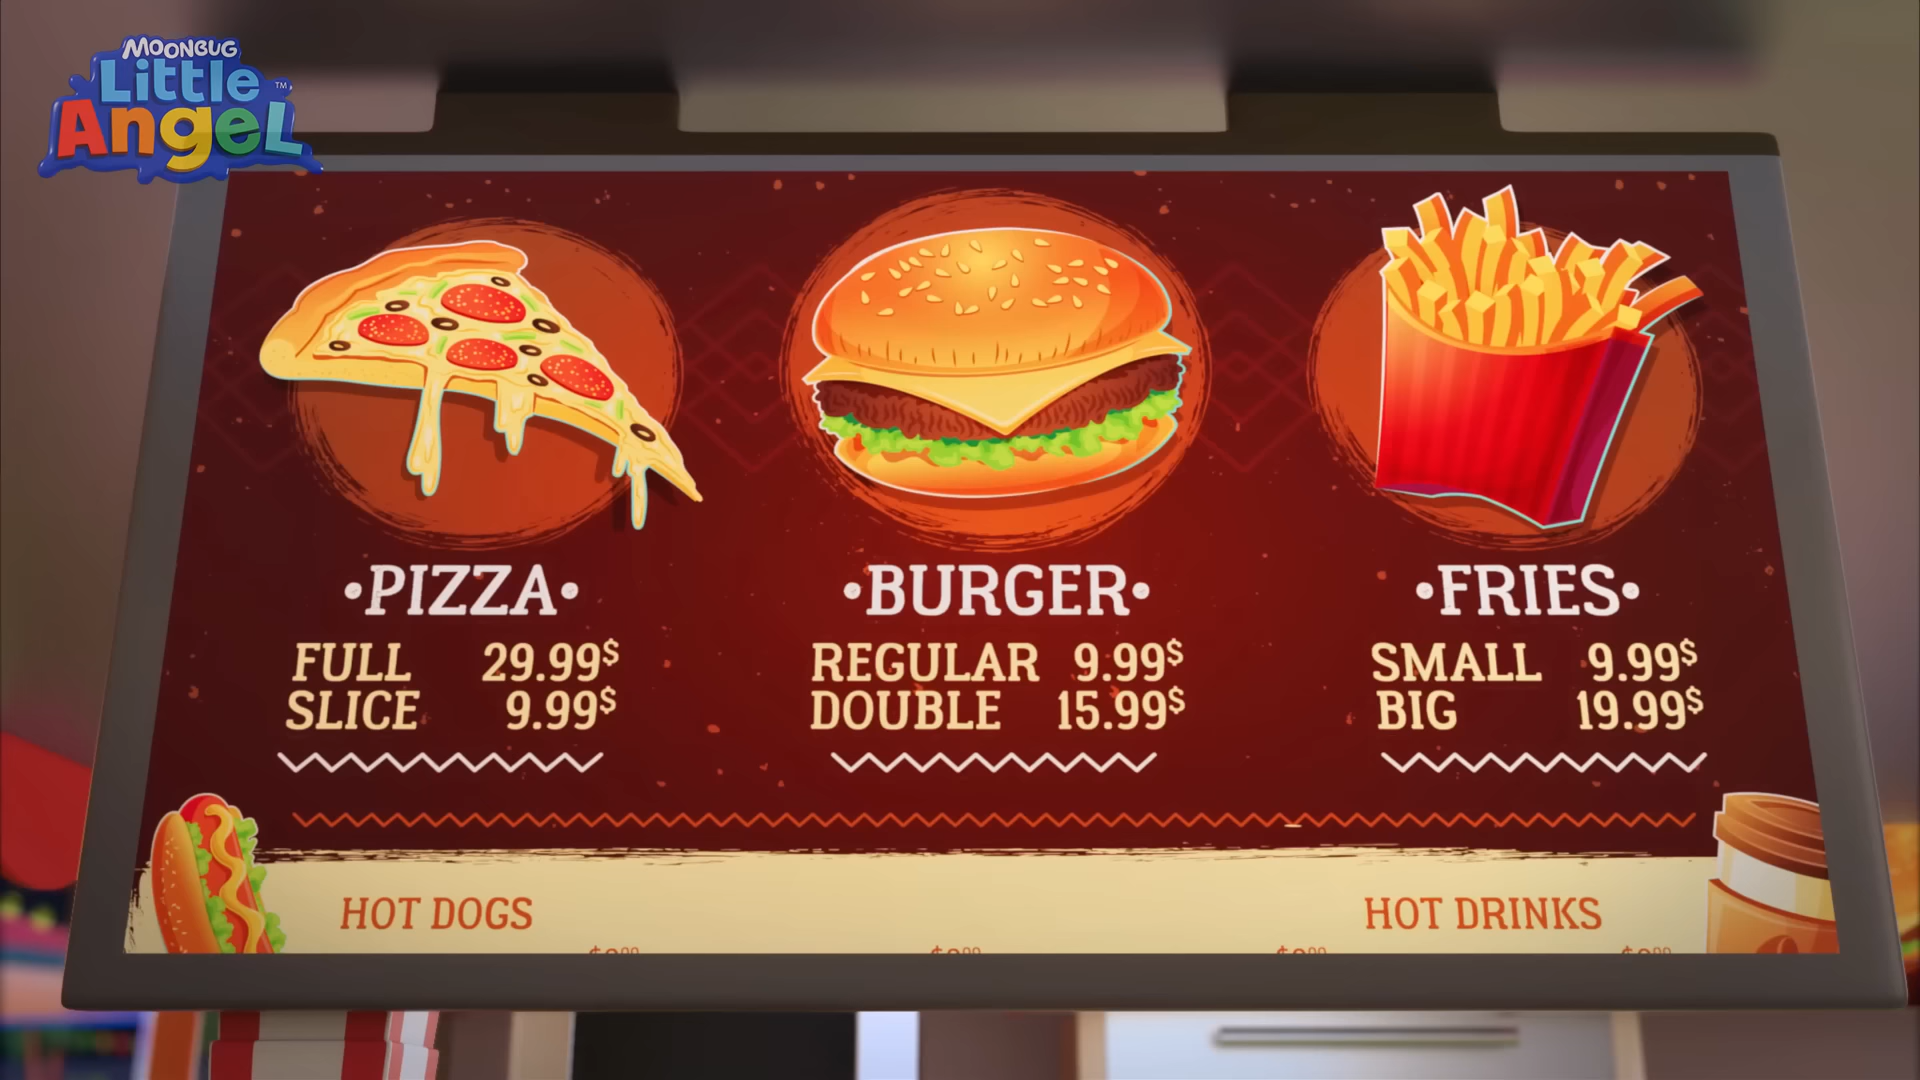 MOONBUG
Little
AngeL
•PIZZA•
FULL 29.99$
SLICE 9.99$
•BURGER•
REGULAR 9.99$
DOUBLE 15.99$
•FRIES•
SMALL 9.99$
BIG 19.99$
HOT DOGS
HOT DRINKS